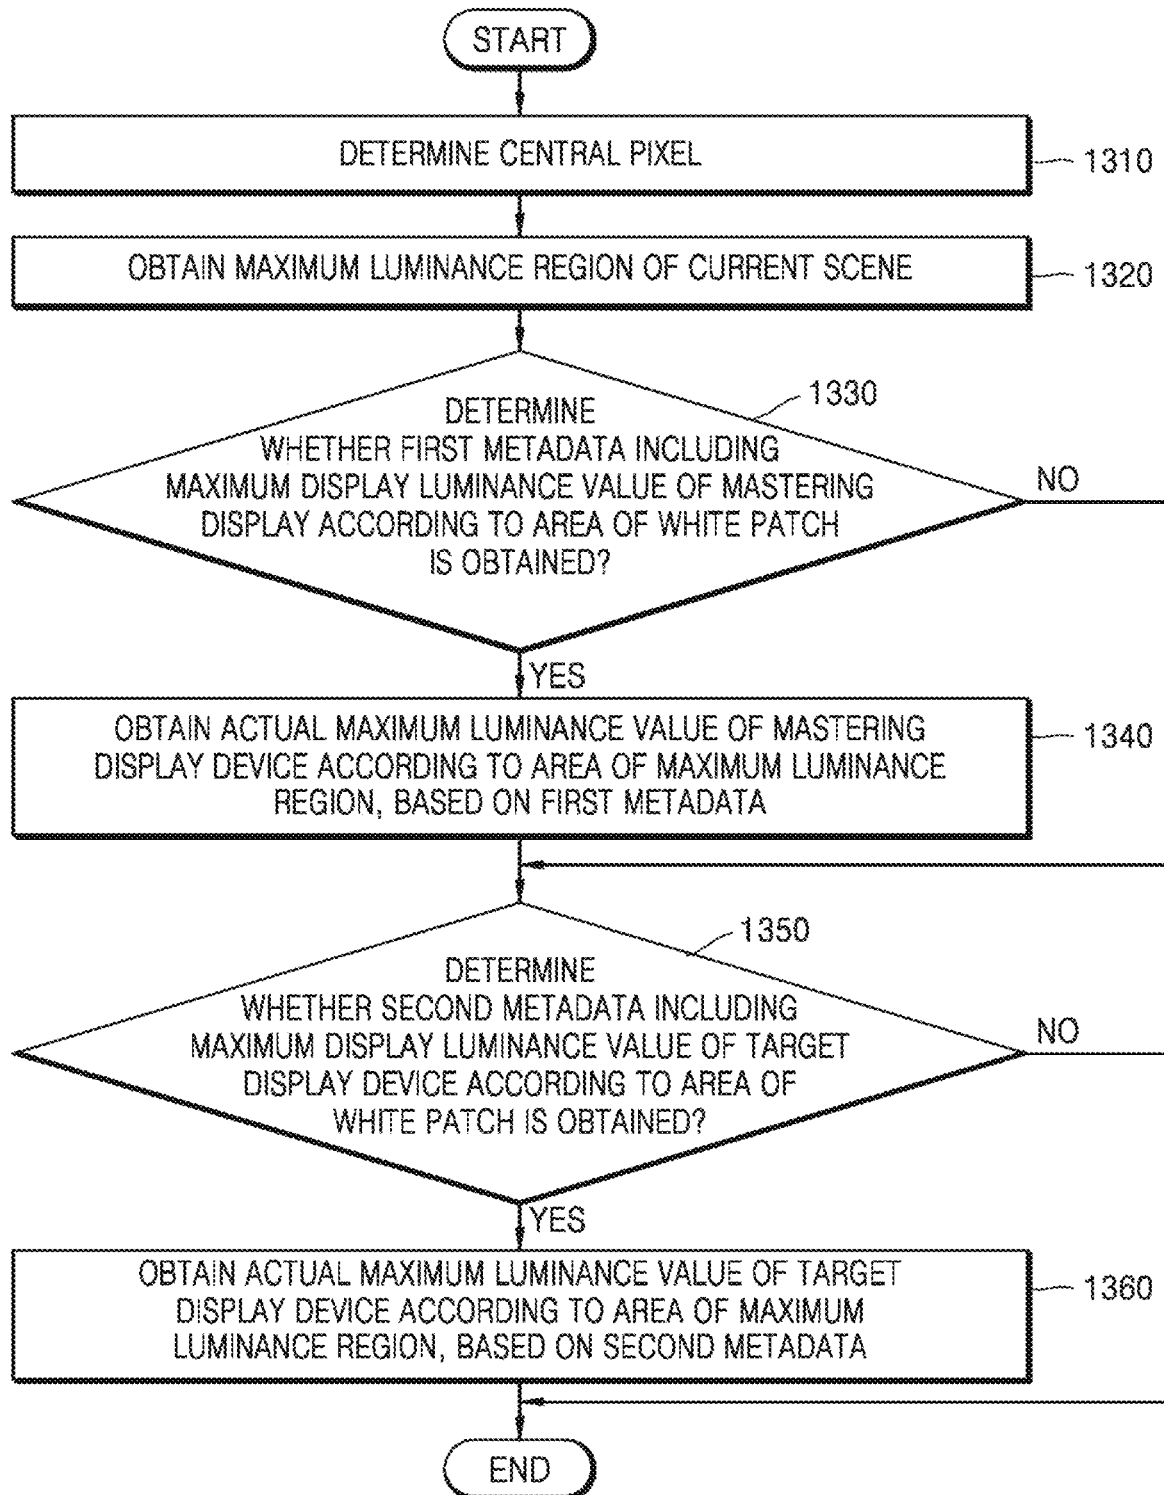 START
DETERMINE CENTRAL PIXEL
1310
OBTAIN MAXIMUM LUMINANCE REGION OF CURRENT SCENE
1320
1330
DETERMINE
WHETHER FIRST METADATA INCLUDING
MAXIMUM DISPLAY LUMINANCE VALUE OF MASTERING
DISPLAY ACCORDING TO AREA OF WHITE PATCH
IS OBTAINED?
NO
YES
OBTAIN ACTUAL MAXIMUM LUMINANCE VALUE OF MASTERING
DISPLAY DEVICE ACCORDING TO AREA OF MAXIMUM LUMINANCE
REGION, BASED ON FIRST METADATA
1340
1350
DETERMINE
WHETHER SECOND METADATA INCLUDING
MAXIMUM DISPLAY LUMINANCE VALUE OF TARGET
DISPLAY DEVICE ACCORDING TO AREA OF
WHITE PATCH IS OBTAINED?
NO
YES
OBTAIN ACTUAL MAXIMUM LUMINANCE VALUE OF TARGET
DISPLAY DEVICE ACCORDING TO AREA OF MAXIMUM
LUMINANCE REGION, BASED ON SECOND METADATA
1360
END